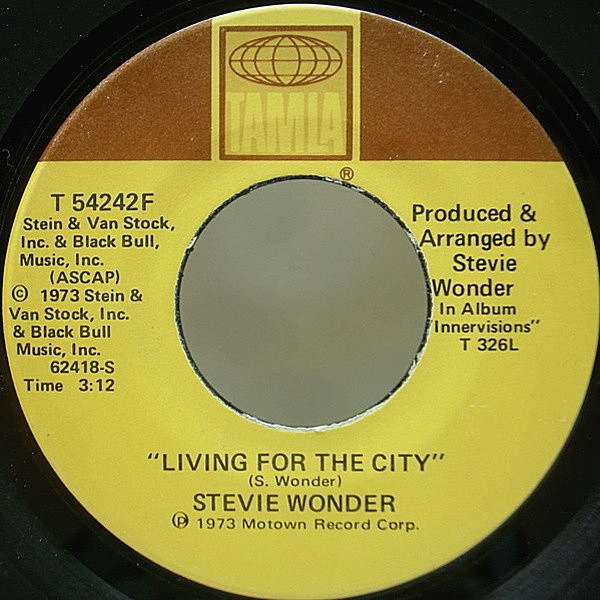 TAMLA
®
T 54242F
Stein & Van Stock,
Inc. & Black Bull,
Music, Inc.
(ASCAP)
© 1973 Stein &
Van Stock, Inc.
& Black Bull
Music, Inc.
62418-S
Time 3:12
Produced &
Arranged by
Stevie
Wonder
In Album
Innervisions"
T 326L
"LIVING FOR THE CITY"
(S. Wonder)
STEVIE WONDER
℗ 1973 Motown Record Corp.